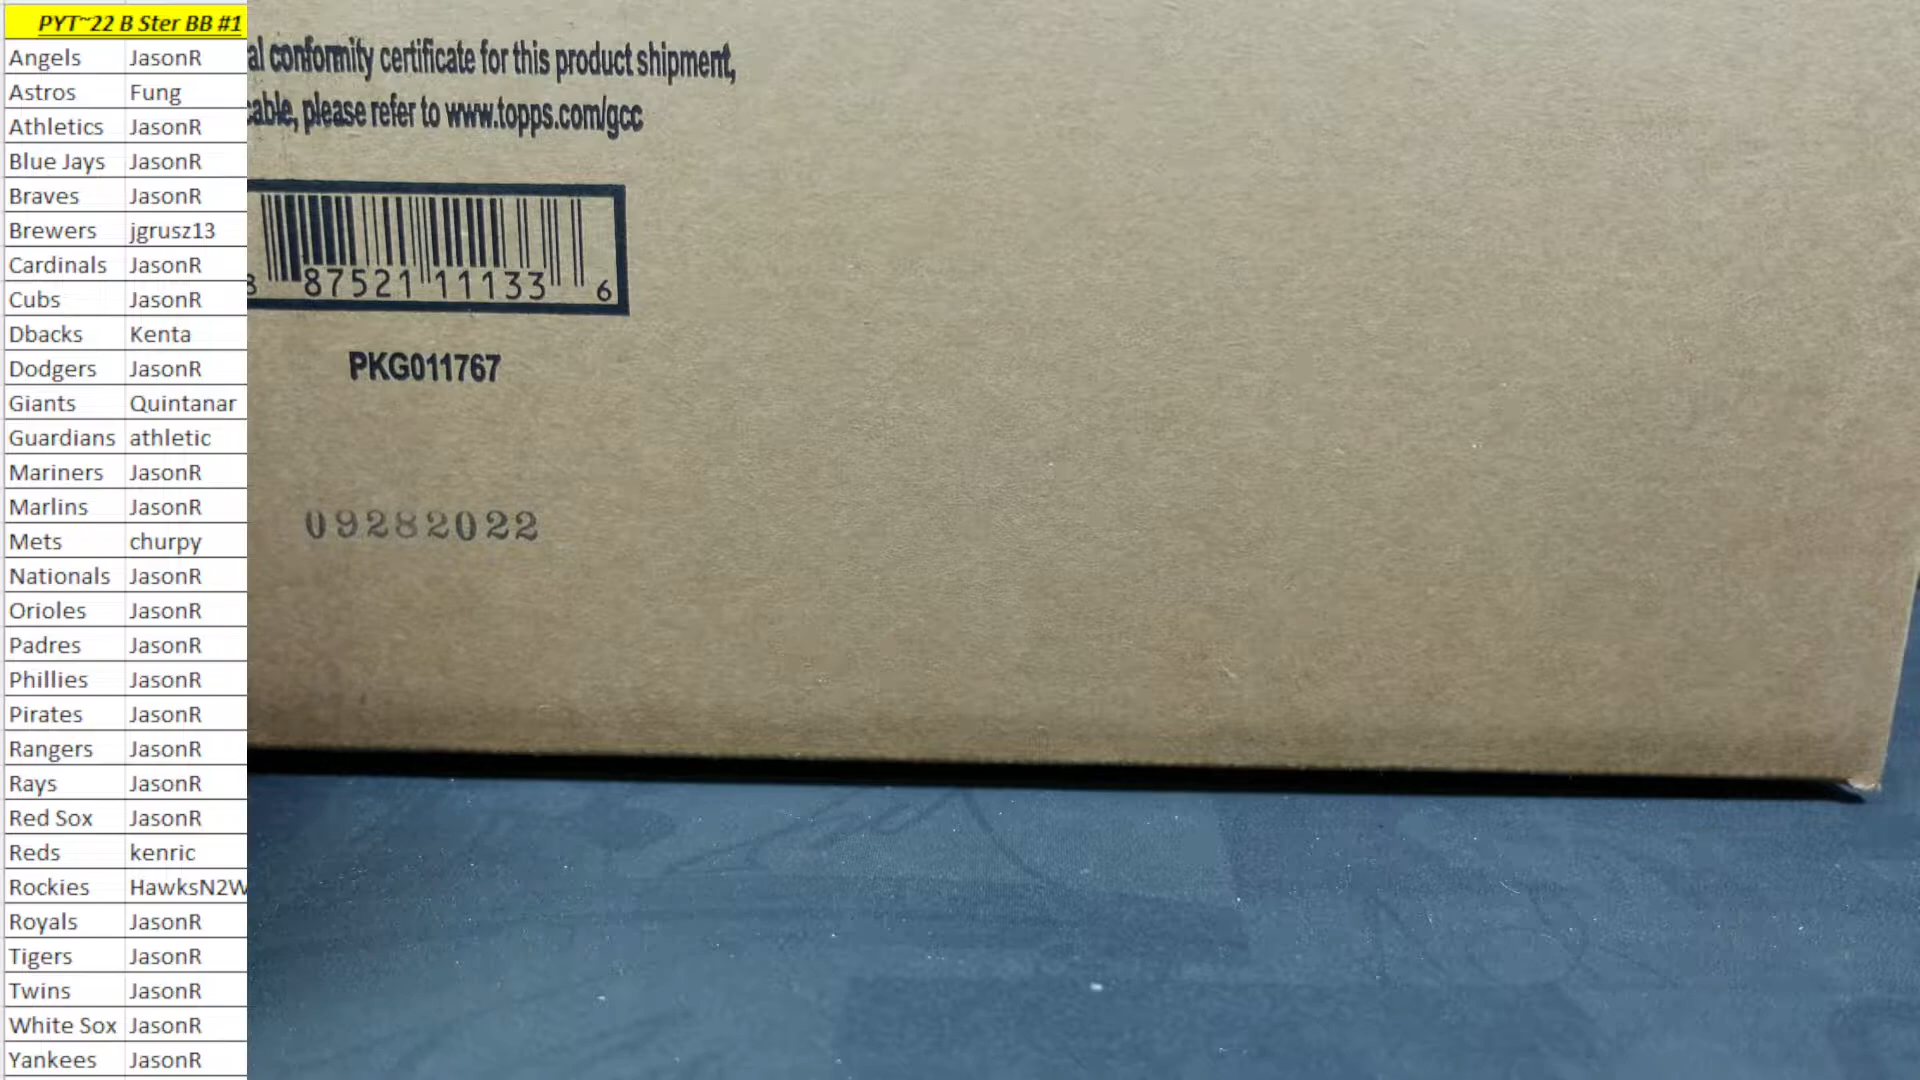 PYT~22 B Ster BB #1
Angels JasonR
Astros Fung
Athletics JasonR
Blue Jays JasonR
Braves JasonR
Brewers jgrusz13
Cardinals JasonR
Cubs JasonR
Dbacks Kenta
Dodgers JasonR
Giants Quintanar
Guardians athletic
Mariners JasonR
Marlins JasonR
Mets churpy
Nationals JasonR
Orioles JasonR
Padres JasonR
Phillies JasonR
Pirates JasonR
Rangers JasonR
Rays JasonR
Red Sox JasonR
Reds kenric
Rockies HawksN2W
Royals JasonR
Tigers JasonR
Twins JasonR
White Sox JasonR
Yankees JasonR
al conformity certificate for this product shipment,
cable, please refer to www.topps.com/gcc
8 87521 11133 6
PKG011767
09282022